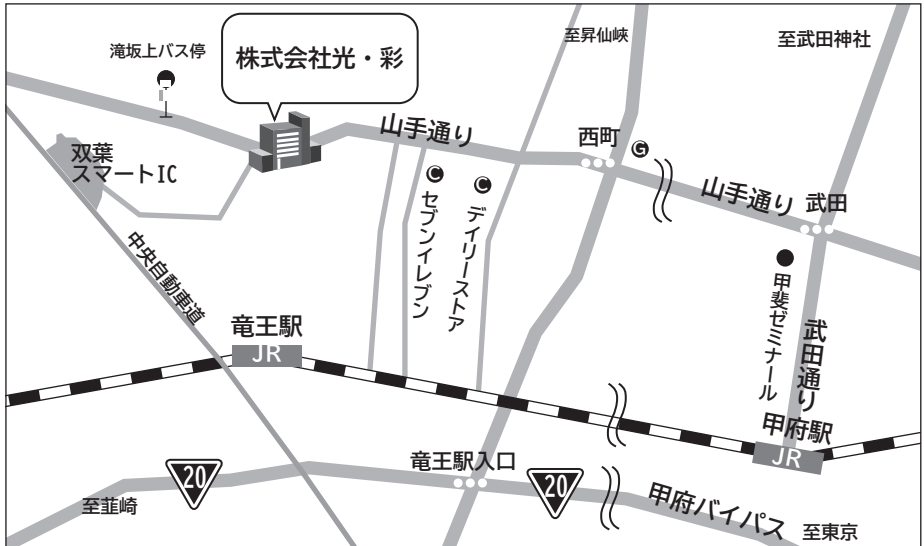 滝坂上バス停
株式会社光・彩
至昇仙峡
至武田神社
山手通り
西町
G
双葉
スマートIC
C
セブンイレブン
C
デイリーストア
山手通り
武田
中央自動車道
甲斐ゼミナール
武田通り
竜王駅
JR
甲府駅
JR
竜王駅入口
20
20
至韮崎
甲府バイパス
至東京